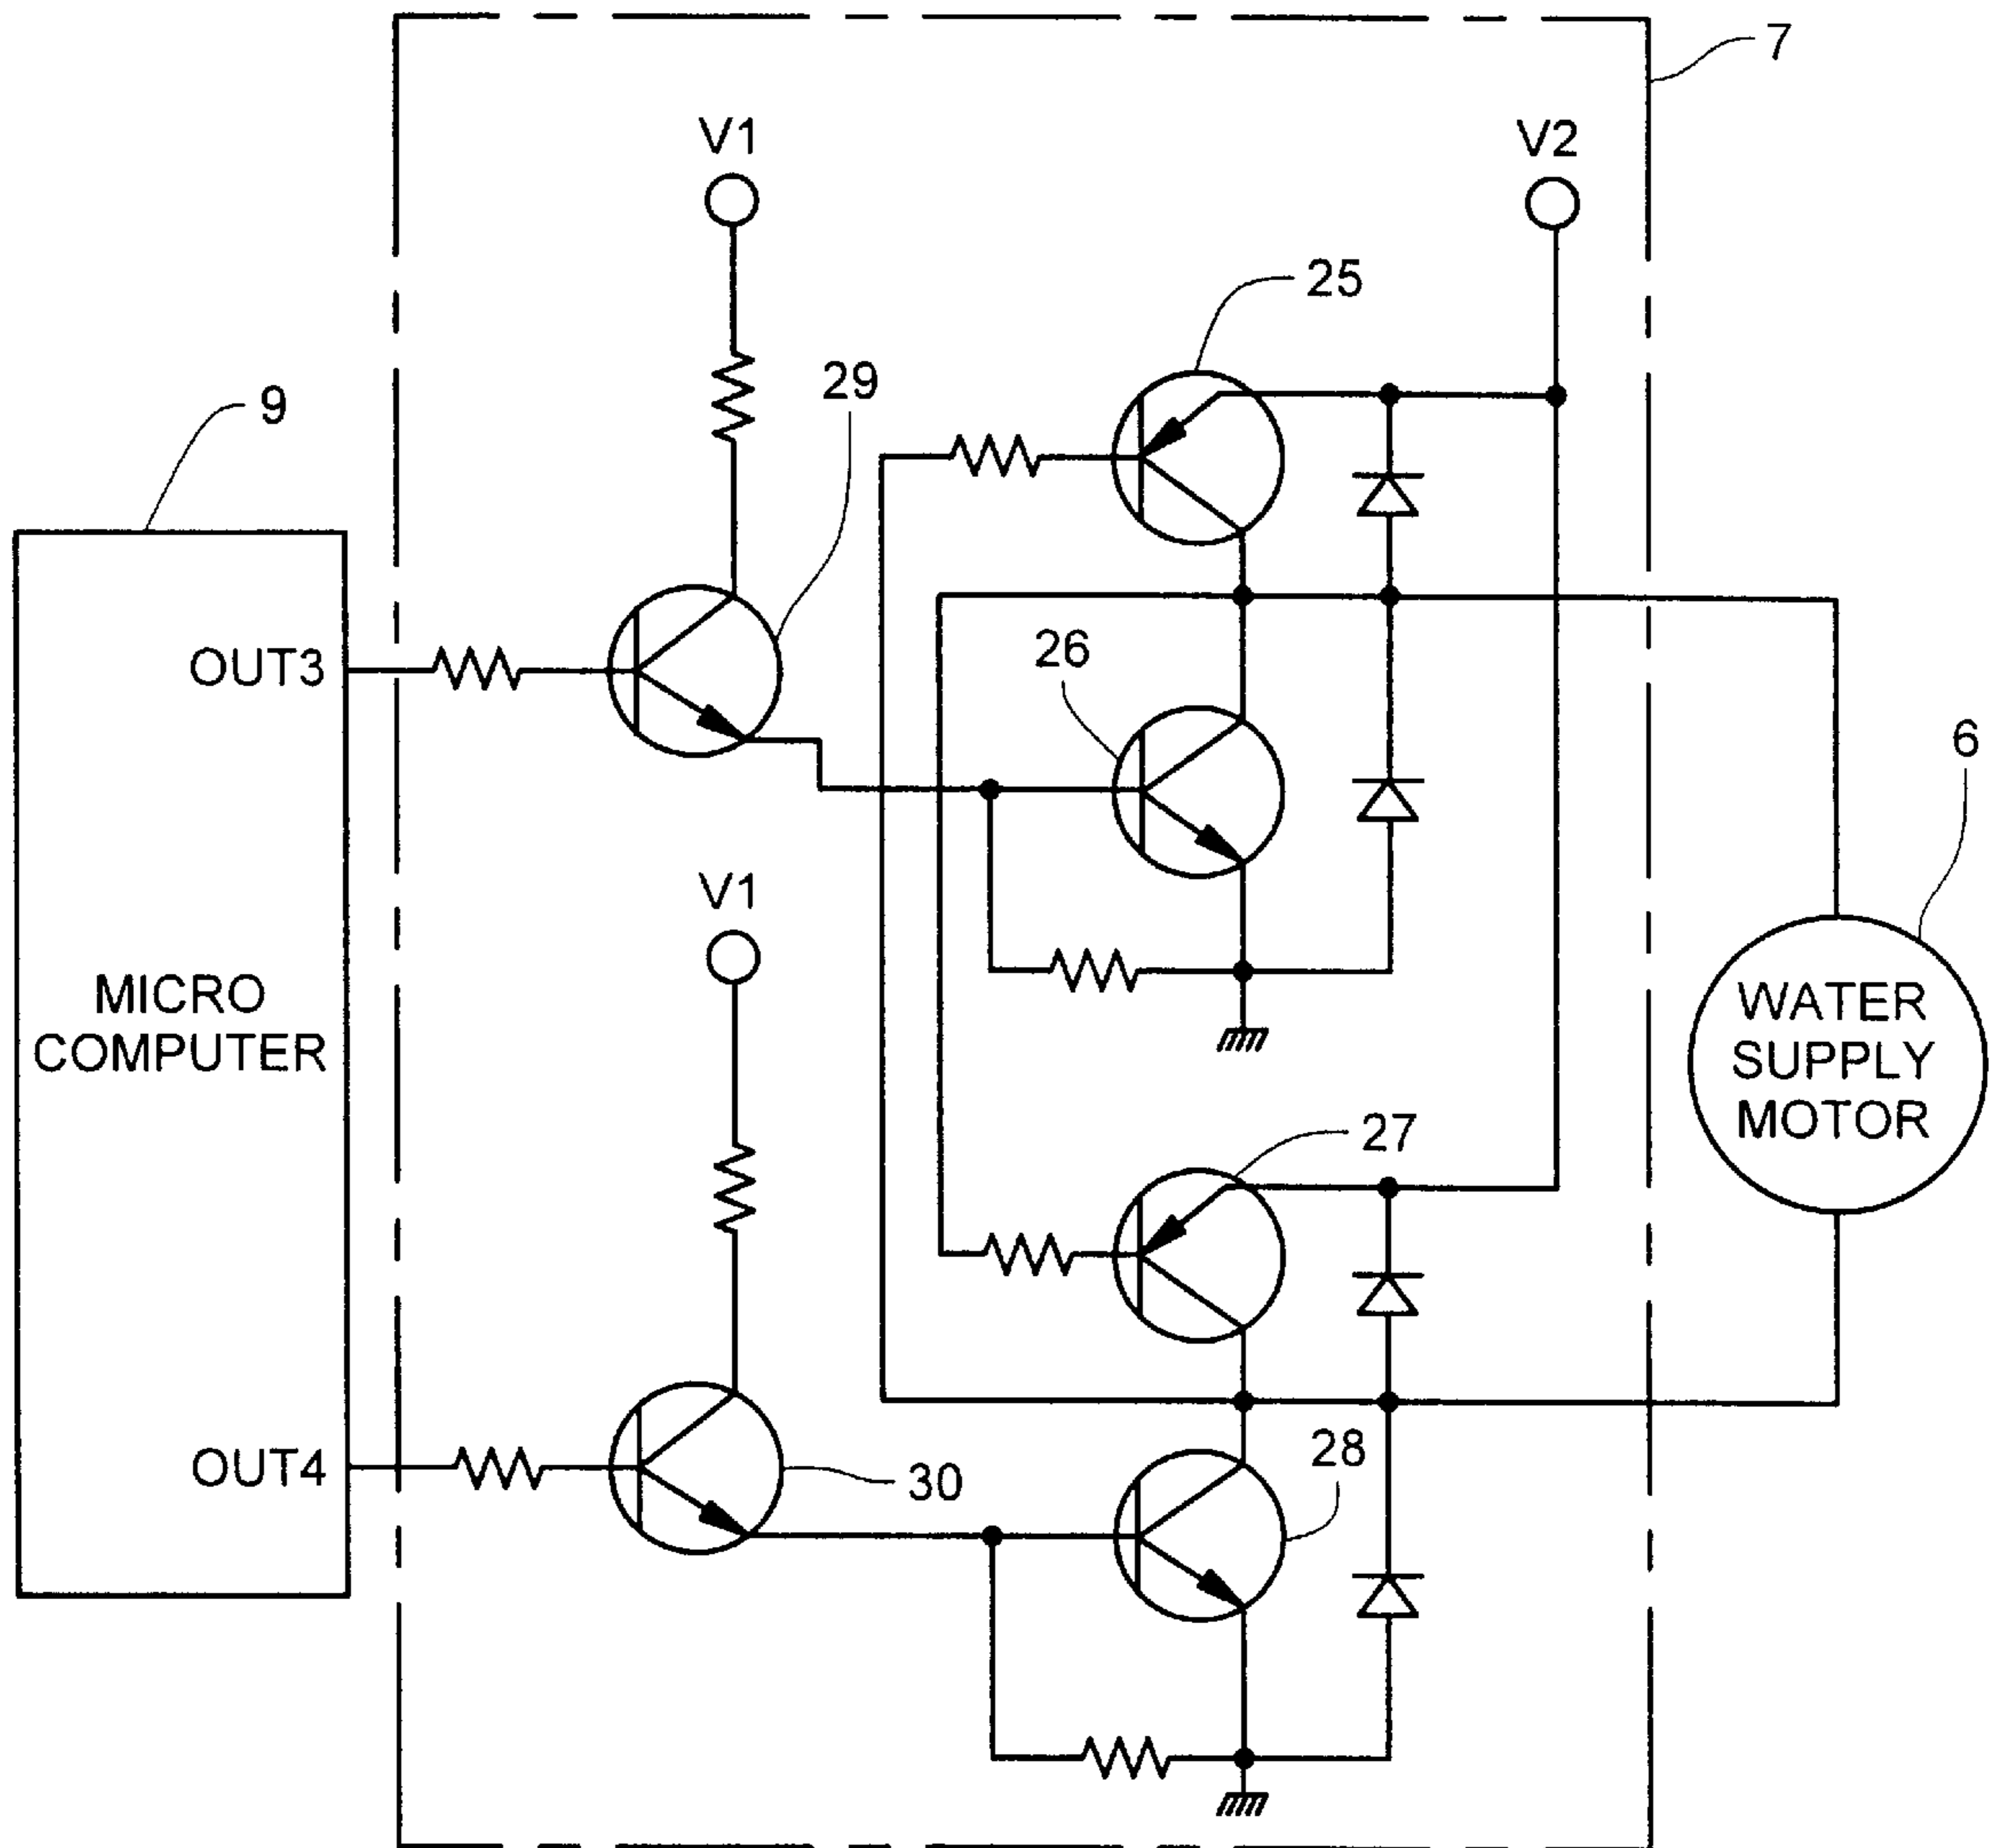 7
V1
V2
25
29
9
26
OUT3
6
V1
MICRO
COMPUTER
WATER
SUPPLY
MOTOR
27
28
OUT4
30